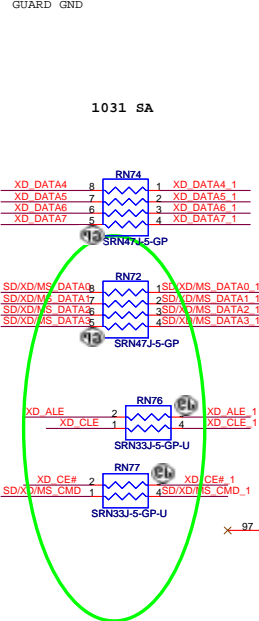 GUARD GND
1031 SA
RN74
XD_DATA4 8 1 XD_DATA4_1
XD_DATA5 7 2 XD_DATA5_1
XD_DATA6 6 3 XD_DATA6_1
XD_DATA7 5 4 XD_DATA7_1
SRN47J-5-GP
RN72
SD/XD/MS_DATA0 8 1 SD/XD/MS_DATA0_1
SD/XD/MS_DATA1 7 2 SD/XD/MS_DATA1_1
SD/XD/MS_DATA2 6 3 SD/XD/MS_DATA2_1
SD/XD/MS_DATA3 5 4 SD/XD/MS_DATA3_1
SRN47J-5-GP
RN76
XD_ALE 2 XD_ALE_1
XD_CLE 1 4 XD_CLE_1
SRN33J-5-GP-U
RN77
XD_CE# 2 XD_CE#_1
SD/XD/MS_CMD 1 4 SD/XD/MS_CMD_1
SRN33J-5-GP-U
97